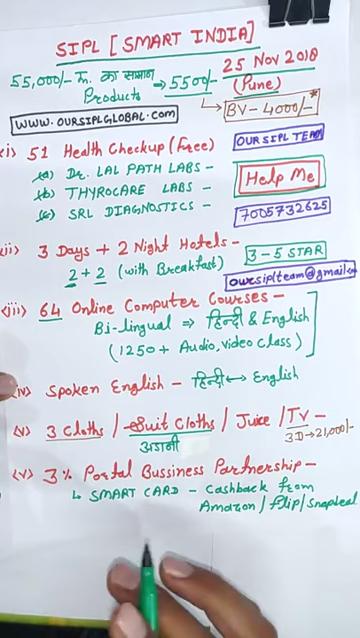 SIPL [SMART INDIA]
25 Nov 2018
55,000/- रु. का सामान → 5500/- (Pune)
Products
BV-4000/-*
www.OURSIPLGLOBAL.com
OUR SIPL TEAM
(i) 51 Health Checkup (Free)
(a) Dr. LAL PATH LABS -
Help Me
(b) THYROCARE LABS -
(c) SRL DIAGNOSTICS -
7005732625
(ii) 3 Days + 2 Night Hotels -
3-5 STAR
2 + 2 (with Breakfast)
oursiplteam@gmail.c
(iii) 64 Online Computer Courses -
Bi-lingual ⇒ हिन्दी & English
(1250+ Audio, video class)
(iv) Spoken English - हिन्दी ↔ English
(v) 3 Cloths / Suit Cloths / Juice / TV -
अडानी
3D→21,000/-
(v) 3% Portal Bussiness Partnership -
↳ SMART CARD - Cashback from
Amazon / flip / Snapdeal